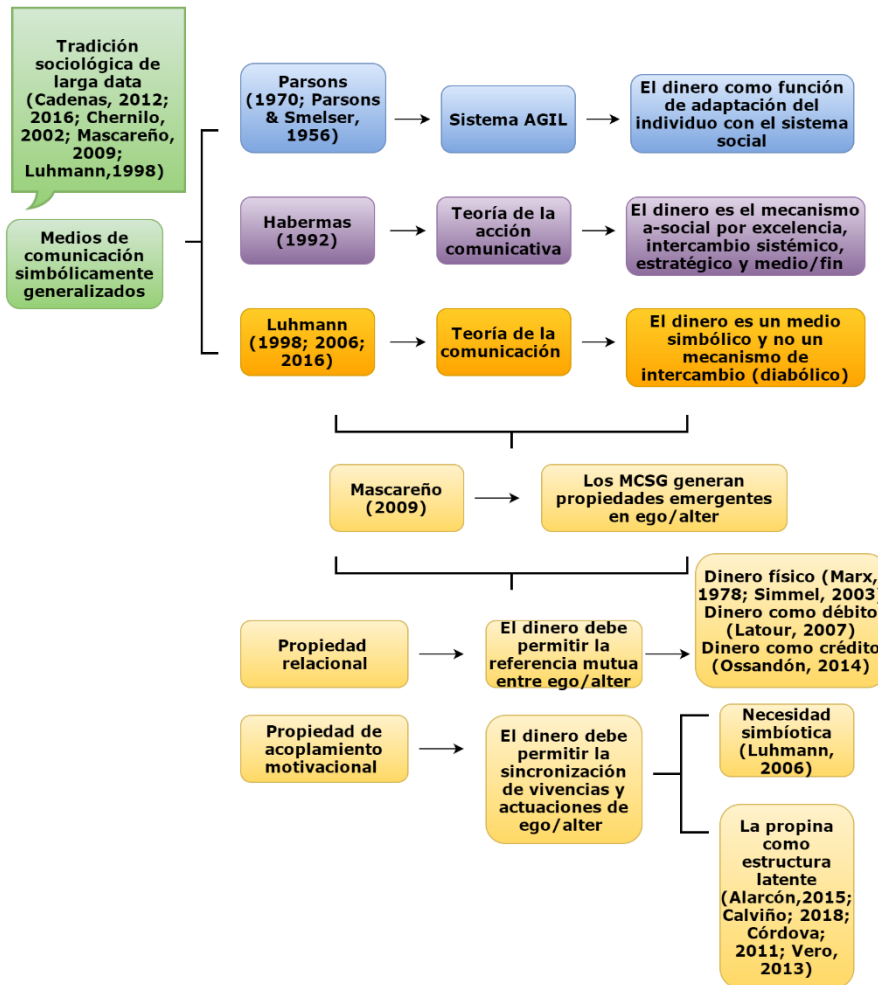 Tradición
sociológica de
larga data
(Cadenas, 2012;
2016; Chernilo,
2002; Mascareño,
2009;
Luhmann,1998)
Medios de
comunicación
simbólicamente
generalizados
Parsons
(1970; Parsons
& Smelser,
1956)
Sistema AGIL
El dinero como función
de adaptación del
individuo con el sistema
social
Habermas
(1992)
Teoría de la
acción
comunicativa
El dinero es el mecanismo
a-social por excelencia,
intercambio sistémico,
estratégico y medio/fin
Luhmann
(1998; 2006;
2016)
Teoría de la
comunicación
El dinero es un medio
simbólico y no un
mecanismo de
intercambio (diabólico)
Mascareño
(2009)
Los MCSG generan
propiedades emergentes
en ego/alter
Propiedad
relacional
El dinero debe
permitir la
referencia mutua
entre ego/alter
Dinero físico (Marx,
1978; Simmel, 2003)
Dinero como débito
(Latour, 2007)
Dinero como crédito
(Ossandón, 2014)
Propiedad de
acoplamiento
motivacional
El dinero debe
permitir la
sincronización
de vivencias y
actuaciones de
ego/alter
Necesidad
simbíotica
(Luhmann,
2006)
La propina
como
estructura
latente
(Alarcón,2015;
Calviño; 2018;
Córdova;
2011; Vero,
2013)